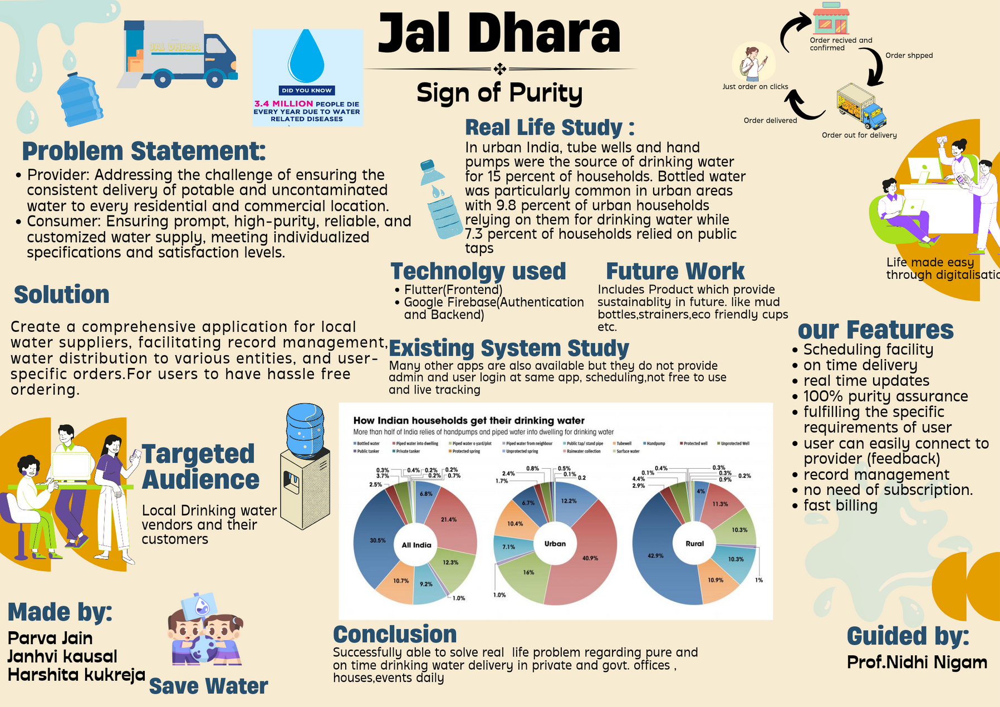 Jal Dhara
Sign of Purity
JAL DHARA
DID YOU KNOW
3.4 MILLION PEOPLE DIE
EVERY YEAR DUE TO WATER
RELATED DISEASES
Order recived and
confirmed
Order shpped
Just order on clicks
Order delivered
Order out for delivery
Problem Statement:
• Provider: Addressing the challenge of ensuring the
consistent delivery of potable and uncontaminated
water to every residential and commercial location.
• Consumer: Ensuring prompt, high-purity, reliable, and
customized water supply, meeting individualized
specifications and satisfaction levels.
Real Life Study :
In urban India, tube wells and hand
pumps were the source of drinking water
for 15 percent of households. Bottled water
was particularly common in urban areas
with 9.8 percent of urban households
relying on them for drinking water while
7.3 percent of households relied on public
taps
Life made easy
through digitalisatio
Solution
Create a comprehensive application for local
water suppliers, facilitating record management,
water distribution to various entities, and user-
specific orders.For users to have hassle free
ordering.
Technolgy used
• Flutter(Frontend)
• Google Firebase(Authentication
and Backend)
Future Work
Includes Product which provide
sustainablity in future. like mud
bottles,strainers,eco friendly cups
etc.
Existing System Study
Many other apps are also available but they do not provide
admin and user login at same app, scheduling,not free to use
and live tracking
our Features
• Scheduling facility
• on time delivery
• real time updates
• 100% purity assurance
• fulfilling the specific
requirements of user
• user can easily connect to
provider (feedback)
• record management
• no need of subscription.
• fast billing
Targeted
Audience
Local Drinking water
vendors and their
customers
How Indian households get their drinking water
More than half of India relies of handpumps and piped water into dwelling for drinking water
Bottled water Piped water into dwelling Piped water o yard/plot Piped water from neighbour Public tap/ stand pipe Tubewell Handpump Protected well Unprotected Well
Public tanker Private tanker Protected spring Unprotected spring Rainwater collection Surface water
0.3% 0.4% 0.2% 0.2%
3.7% 0.2% 0.7%
2.5%
6.8%
21.4%
30.5%
All India
12.3%
10.7%
9.2%
1.0%
0.8% 0.5%
2.4% 0.1% 0.2
1.7%
6.7%
12.2%
10.4%
7.1%
Urban
40.9%
16%
1.0%
0.4% 0.3%
0.1% 0.3% 0.2%
4.4% 0.9%
2.9%
4%
11.3%
10.3%
Rural
42.9%
10.3%
10.9%
1%
Made by:
Parva Jain
Janhvi kausal
Harshita kukreja
Save Water
Conclusion
Successfully able to solve real life problem regarding pure and
on time drinking water delivery in private and govt. offices ,
houses,events daily
Guided by:
Prof.Nidhi Nigam